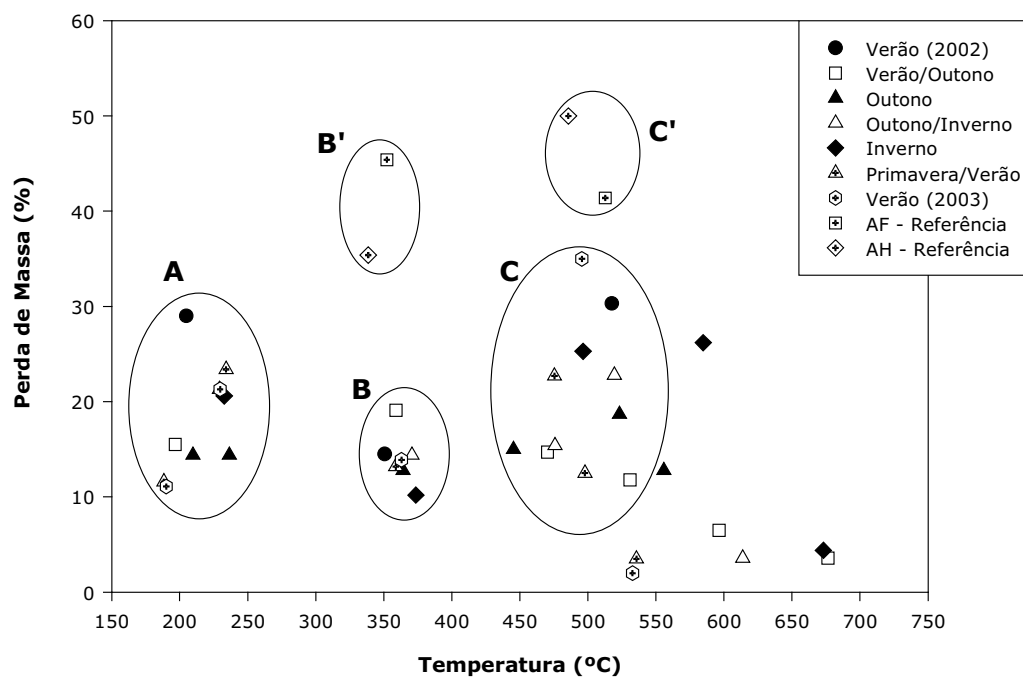 60
50
40
30
20
10
0
Perda de Massa (%)
150 200 250 300 350 400 450 500 550 600 650 700 750
Temperatura (ºC)
A
B'
B
C'
C
Verão (2002)
Verão/Outono
Outono
Outono/Inverno
Inverno
Primavera/Verão
Verão (2003)
AF - Referência
AH - Referência